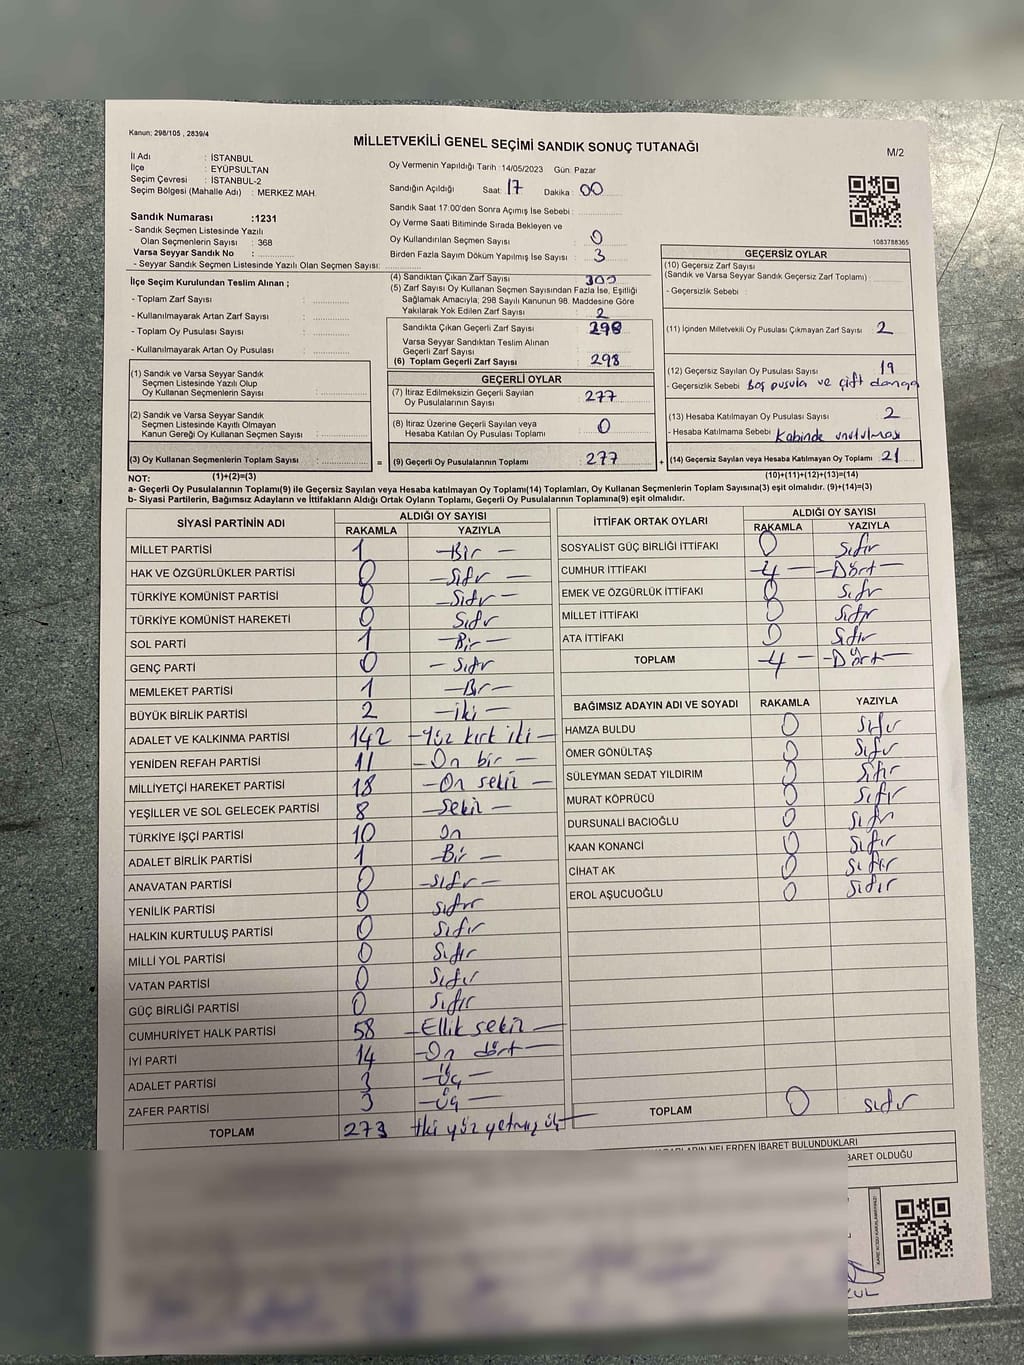 Kanun; 298/105 , 2839/4
MİLLETVEKİLİ GENEL SEÇİMİ SANDIK SONUÇ TUTANAĞI
M/2
İl Adı : İSTANBUL
İlçe : EYÜPSULTAN
Seçim Çevresi : İSTANBUL-2
Seçim Bölgesi (Mahalle Adı) : MERKEZ MAH.
Sandık Numarası :1231
- Sandık Seçmen Listesinde Yazılı
Olan Seçmenlerin Sayısı : 368
Varsa Seyyar Sandık No :
- Seyyar Sandık Seçmen Listesinde Yazılı Olan Seçmen Sayısı:
Oy Vermenin Yapıldığı Tarih :14/05/2023 Gün: Pazar
Sandığın Açıldığı Saat: 17 Dakika : 00
Sandık Saat 17:00'den Sonra Açımış İse Sebebi :
Oy Verme Saati Bitiminde Sırada Bekleyen ve
Oy Kullandırılan Seçmen Sayısı : 0
Birden Fazla Sayım Döküm Yapılmış İse Sayısı : 3
1083788365
İlçe Seçim Kurulundan Teslim Alınan ;
- Toplam Zarf Sayısı :
- Kullanılmayarak Artan Zarf Sayısı :
- Toplam Oy Pusulası Sayısı :
- Kullanılmayarak Artan Oy Pusulası :
(1) Sandık ve Varsa Seyyar Sandık
Seçmen Listesinde Yazılı Olup
Oy Kullanan Seçmenlerin Sayısı :
(2) Sandık ve Varsa Seyyar Sandık
Seçmen Listesinde Kayıtlı Olmayan
Kanun Gereği Oy Kullanan Seçmen Sayısı :
(3) Oy Kullanan Seçmenlerin Toplam Sayısı :
(4) Sandıktan Çıkan Zarf Sayısı : 300
(5) Zarf Sayısı Oy Kullanan Seçmen Sayısından Fazla İse, Eşitliği
Sağlamak Amacıyla; 298 Sayılı Kanunun 98. Maddesine Göre
Yakılarak Yok Edilen Zarf Sayısı : 2
Sandıkta Çıkan Geçerli Zarf Sayısı : 298
Varsa Seyyar Sandıktan Teslim Alınan
Geçerli Zarf Sayısı :
(6) Toplam Geçerli Zarf Sayısı : 298
GEÇERLİ OYLAR
(7) İtiraz Edilmeksizin Geçerli Sayılan
Oy Pusulalarının Sayısı : 277
(8) İtiraz Üzerine Geçerli Sayılan veya
Hesaba Katılan Oy Pusulası Toplamı : 0
= (9) Geçerli Oy Pusulalarının Toplamı : 277
GEÇERSİZ OYLAR
(10) Geçersiz Zarf Sayısı
(Sandık ve Varsa Seyyar Sandık Geçersiz Zarf Toplamı) :
- Geçersizlik Sebebi :
(11) İçinden Milletvekili Oy Pusulası Çıkmayan Zarf Sayısı : 2
(12) Geçersiz Sayılan Oy Pusulası Sayısı : 19
- Geçersizlik Sebebi : Boş pusula ve çift damga
(13) Hesaba Katılmayan Oy Pusulası Sayısı : 2
- Hesaba Katılmama Sebebi : Kabinde unutulması
+ (14) Geçersiz Sayılan veya Hesaba Katılmayan Oy Toplamı : 21
NOT: (1)+(2)=(3) (10)+(11)+(12)+(13)=(14)
a- Geçerli Oy Pusulalarının Toplamı(9) ile Geçersiz Sayılan veya Hesaba katılmayan Oy Toplamı(14) Toplamları, Oy Kullanan Seçmenlerin Toplam Sayısına(3) eşit olmalıdır. (9)+(14)=(3)
b- Siyasi Partilerin, Bağımsız Adayların ve İttifakların Aldığı Ortak Oyların Toplamı, Geçerli Oy Pusulalarının Toplamına(9) eşit olmalıdır.
SİYASİ PARTİNİN ADI ALDIĞI OY SAYISI
RAKAMLA YAZIYLA
MİLLET PARTİSİ 1 -Bir-
HAK VE ÖZGÜRLÜKLER PARTİSİ 0 -Sıfır-
TÜRKİYE KOMÜNİST PARTİSİ 0 -Sıfır-
TÜRKİYE KOMÜNİST HAREKETİ 0 Sıfır
SOL PARTİ 1 -Bir-
GENÇ PARTİ 0 -Sıfır
MEMLEKET PARTİSİ 1 -Bir-
BÜYÜK BİRLİK PARTİSİ 2 -iki-
ADALET VE KALKINMA PARTİSİ 142 -Yüz kırk iki-
YENİDEN REFAH PARTİSİ 11 -On bir-
MİLLİYETÇİ HAREKET PARTİSİ 18 -On sekiz-
YEŞİLLER VE SOL GELECEK PARTİSİ 8 -Sekiz-
TÜRKİYE İŞÇİ PARTİSİ 10 On
ADALET BİRLİK PARTİSİ 1 -Bir-
ANAVATAN PARTİSİ 0 -Sıfır-
YENİLİK PARTİSİ 0 Sıfır
HALKIN KURTULUŞ PARTİSİ 0 Sıfır
MİLLİ YOL PARTİSİ 0 Sıfır
VATAN PARTİSİ 0 Sıfır
GÜÇ BİRLİĞİ PARTİSİ 0 Sıfır
CUMHURİYET HALK PARTİSİ 58 -Ellik sekiz-
İYİ PARTİ 14 -On dört-
ADALET PARTİSİ 3 -Üç-
ZAFER PARTİSİ 3 -Üç-
TOPLAM 273 İki yüz yetmiş üç-
İTTİFAK ORTAK OYLARI ALDIĞI OY SAYISI
RAKAMLA YAZIYLA
SOSYALİST GÜÇ BİRLİĞİ İTTİFAKI 0 Sıfır
CUMHUR İTTİFAKI -4- -Dört-
EMEK VE ÖZGÜRLÜK İTTİFAKI 0 Sıfır
MİLLET İTTİFAKI 0 Sıfır
ATA İTTİFAKI 0 Sıfır
TOPLAM -4- -Dört-
BAĞIMSIZ ADAYIN ADI VE SOYADI RAKAMLA YAZIYLA
HAMZA BULDU 0 Sıfır
ÖMER GÖNÜLTAŞ 0 Sıfır
SÜLEYMAN SEDAT YILDIRIM 0 Sıfır
MURAT KÖPRÜCÜ 0 Sıfır
DURSUNALİ BACIOĞLU 0 Sıfır
KAAN KONANCİ 0 Sıfır
CİHAT AK 0 Sıfır
EROL AŞUCUOĞLU 0 Sıfır
TOPLAM 0 Sıfır
NELERDEN İBARET BULUNDUKLARI
BARET OLDUĞU